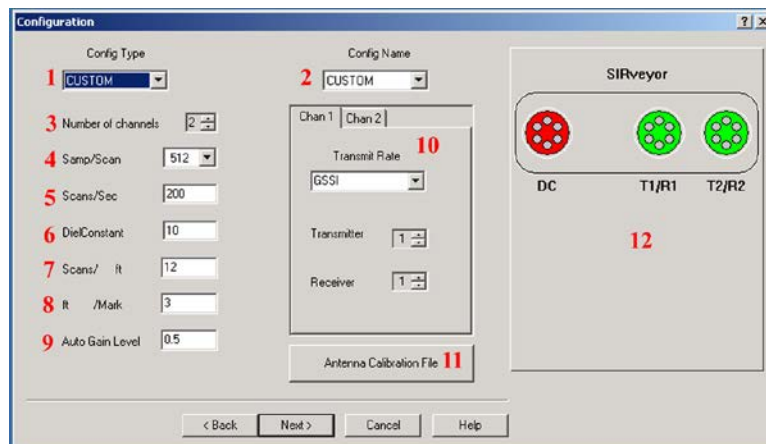 Configuration
Config Type
Config Name
1 CUSTOM
2 CUSTOM
3 Number of channels 2
4 Samp/Scan 512
5 Scans/Sec 200
6 DielConstant 10
7 Scans/ ft 12
8 ft /Mark 3
9 Auto Gain Level 0.5
Chan 1 Chan 2
10
Transmit Rate
GSSI
Transmitter 1
Receiver 1
Antenna Calibration File 11
SIRveyor
DC T1/R1 T2/R2
12
< Back Next > Cancel Help